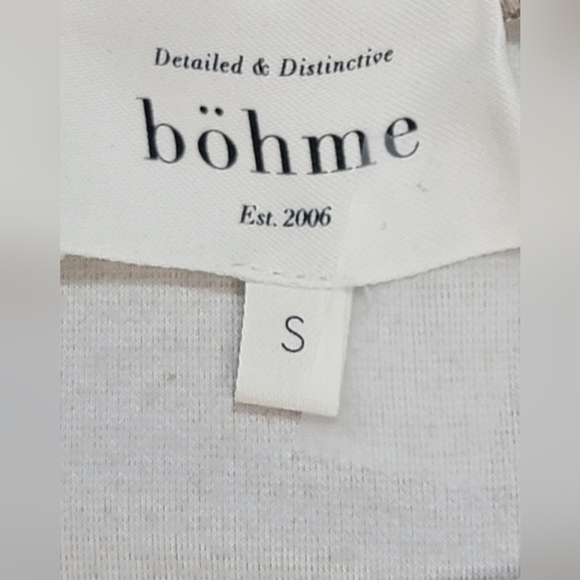 Detailed & Distinctive
böhme
Est. 2006
S